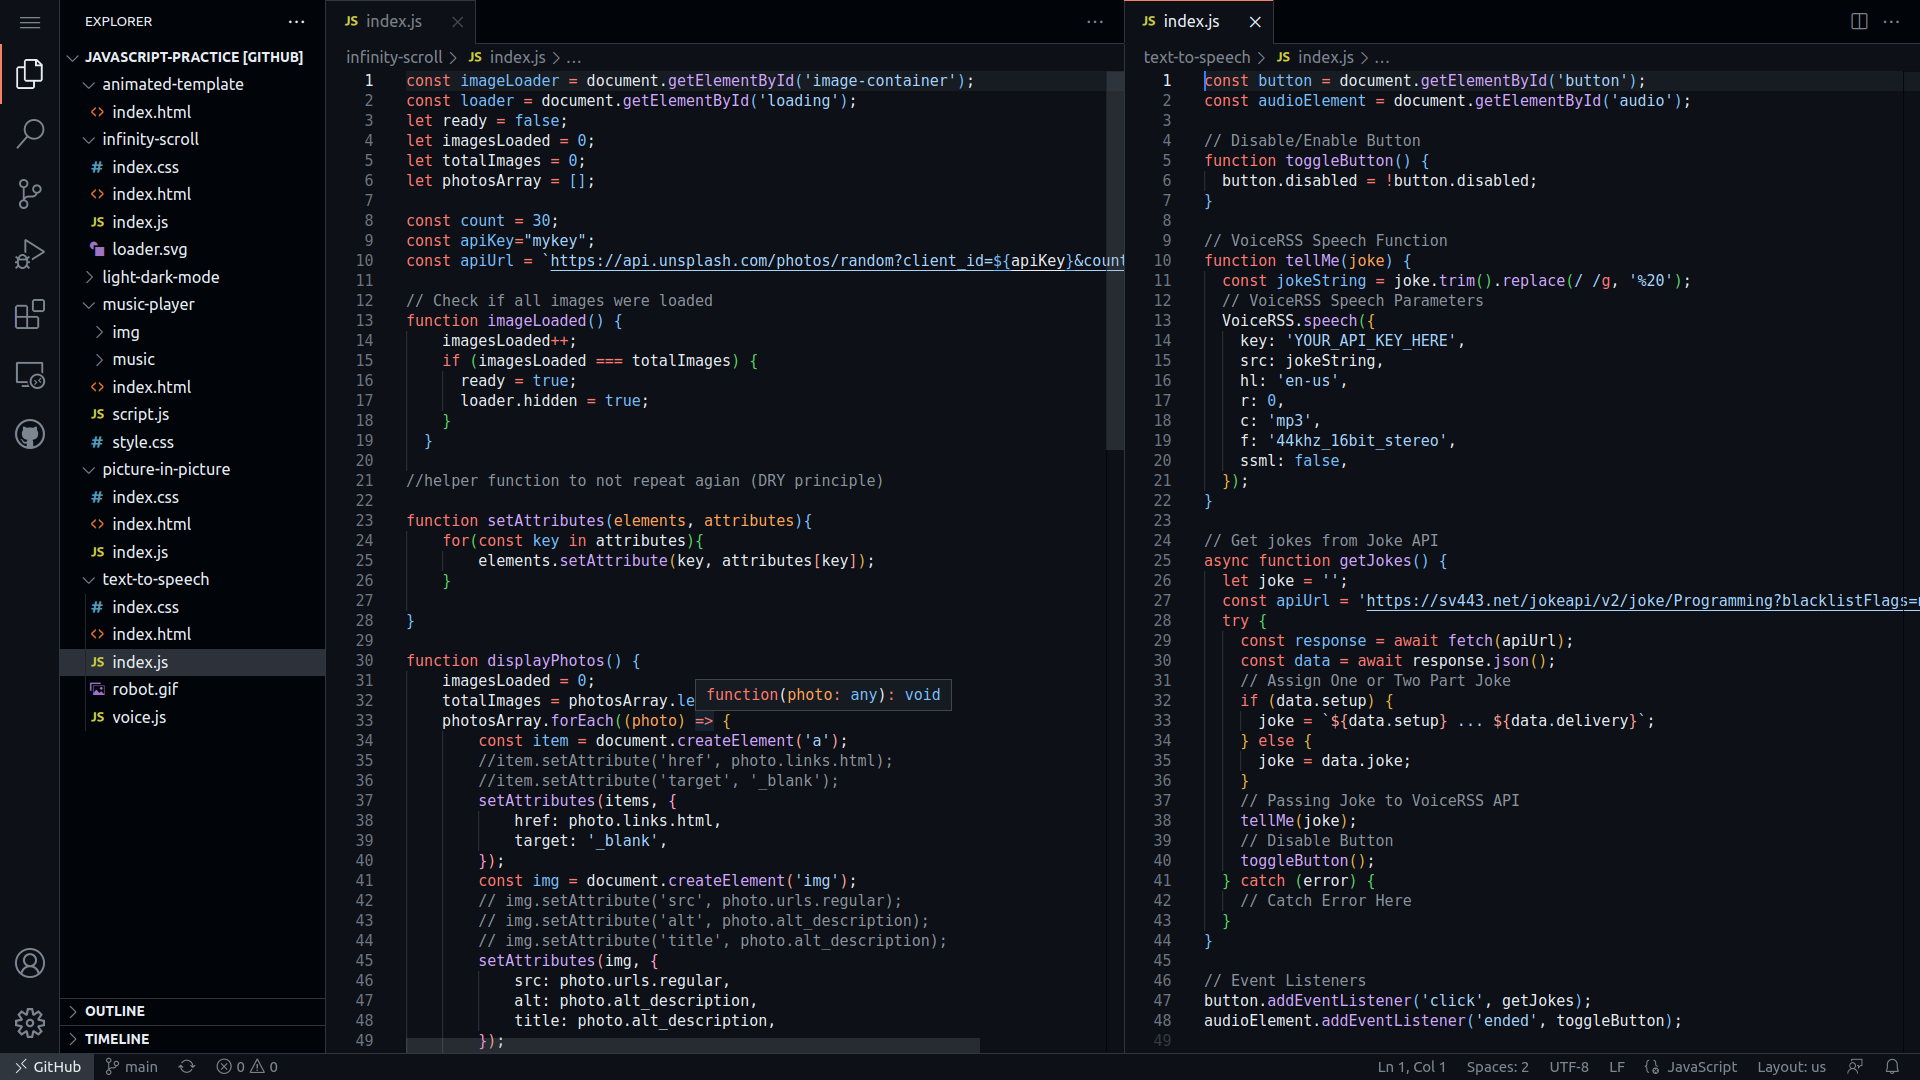 EXPLORER
JAVASCRIPT-PRACTICE [GITHUB]
animated-template
index.html
infinity-scroll
index.css
index.html
index.js
loader.svg
light-dark-mode
music-player
img
music
index.html
script.js
style.css
picture-in-picture
index.css
index.html
index.js
text-to-speech
index.css
index.html
index.js
robot.gif
voice.js
OUTLINE
TIMELINE
JS index.js
infinity-scroll > JS index.js > ...
1 const imageLoader = document.getElementById('image-container');
2 const loader = document.getElementById('loading');
3 let ready = false;
4 let imagesLoaded = 0;
5 let totalImages = 0;
6 let photosArray = [];
7
8 const count = 30;
9 const apiKey="mykey";
10 const apiUrl = `https://api.unsplash.com/photos/random?client_id=${apiKey}&count
11
12 // Check if all images were loaded
13 function imageLoaded() {
14 imagesLoaded++;
15 if (imagesLoaded === totalImages) {
16 ready = true;
17 loader.hidden = true;
18 }
19 }
20
21 //helper function to not repeat agian (DRY principle)
22
23 function setAttributes(elements, attributes){
24 for(const key in attributes){
25 elements.setAttribute(key, attributes[key]);
26 }
27
28 }
29
30 function displayPhotos() {
31 imagesLoaded = 0;
32 totalImages = photosArray.le
function(photo: any): void
33 photosArray.forEach((photo) => {
34 const item = document.createElement('a');
35 //item.setAttribute('href', photo.links.html);
36 //item.setAttribute('target', '_blank');
37 setAttributes(items, {
38 href: photo.links.html,
39 target: '_blank',
40 });
41 const img = document.createElement('img');
42 // img.setAttribute('src', photo.urls.regular);
43 // img.setAttribute('alt', photo.alt_description);
44 // img.setAttribute('title', photo.alt_description);
45 setAttributes(img, {
46 src: photo.urls.regular,
47 alt: photo.alt_description,
48 title: photo.alt_description,
49 });
JS index.js
text-to-speech > JS index.js > ...
1 const button = document.getElementById('button');
2 const audioElement = document.getElementById('audio');
3
4 // Disable/Enable Button
5 function toggleButton() {
6 button.disabled = !button.disabled;
7 }
8
9 // VoiceRSS Speech Function
10 function tellMe(joke) {
11 const jokeString = joke.trim().replace(/ /g, '%20');
12 // VoiceRSS Speech Parameters
13 VoiceRSS.speech({
14 key: 'YOUR_API_KEY_HERE',
15 src: jokeString,
16 hl: 'en-us',
17 r: 0,
18 c: 'mp3',
19 f: '44khz_16bit_stereo',
20 ssml: false,
21 });
22 }
23
24 // Get jokes from Joke API
25 async function getJokes() {
26 let joke = '';
27 const apiUrl = 'https://sv443.net/jokeapi/v2/joke/Programming?blacklistFlags=
28 try {
29 const response = await fetch(apiUrl);
30 const data = await response.json();
31 // Assign One or Two Part Joke
32 if (data.setup) {
33 joke = `${data.setup} ... ${data.delivery}`;
34 } else {
35 joke = data.joke;
36 }
37 // Passing Joke to VoiceRSS API
38 tellMe(joke);
39 // Disable Button
40 toggleButton();
41 } catch (error) {
42 // Catch Error Here
43 }
44 }
45
46 // Event Listeners
47 button.addEventListener('click', getJokes);
48 audioElement.addEventListener('ended', toggleButton);
49
GitHub main 0 0 Ln 1, Col 1 Spaces: 2 UTF-8 LF JavaScript Layout: us